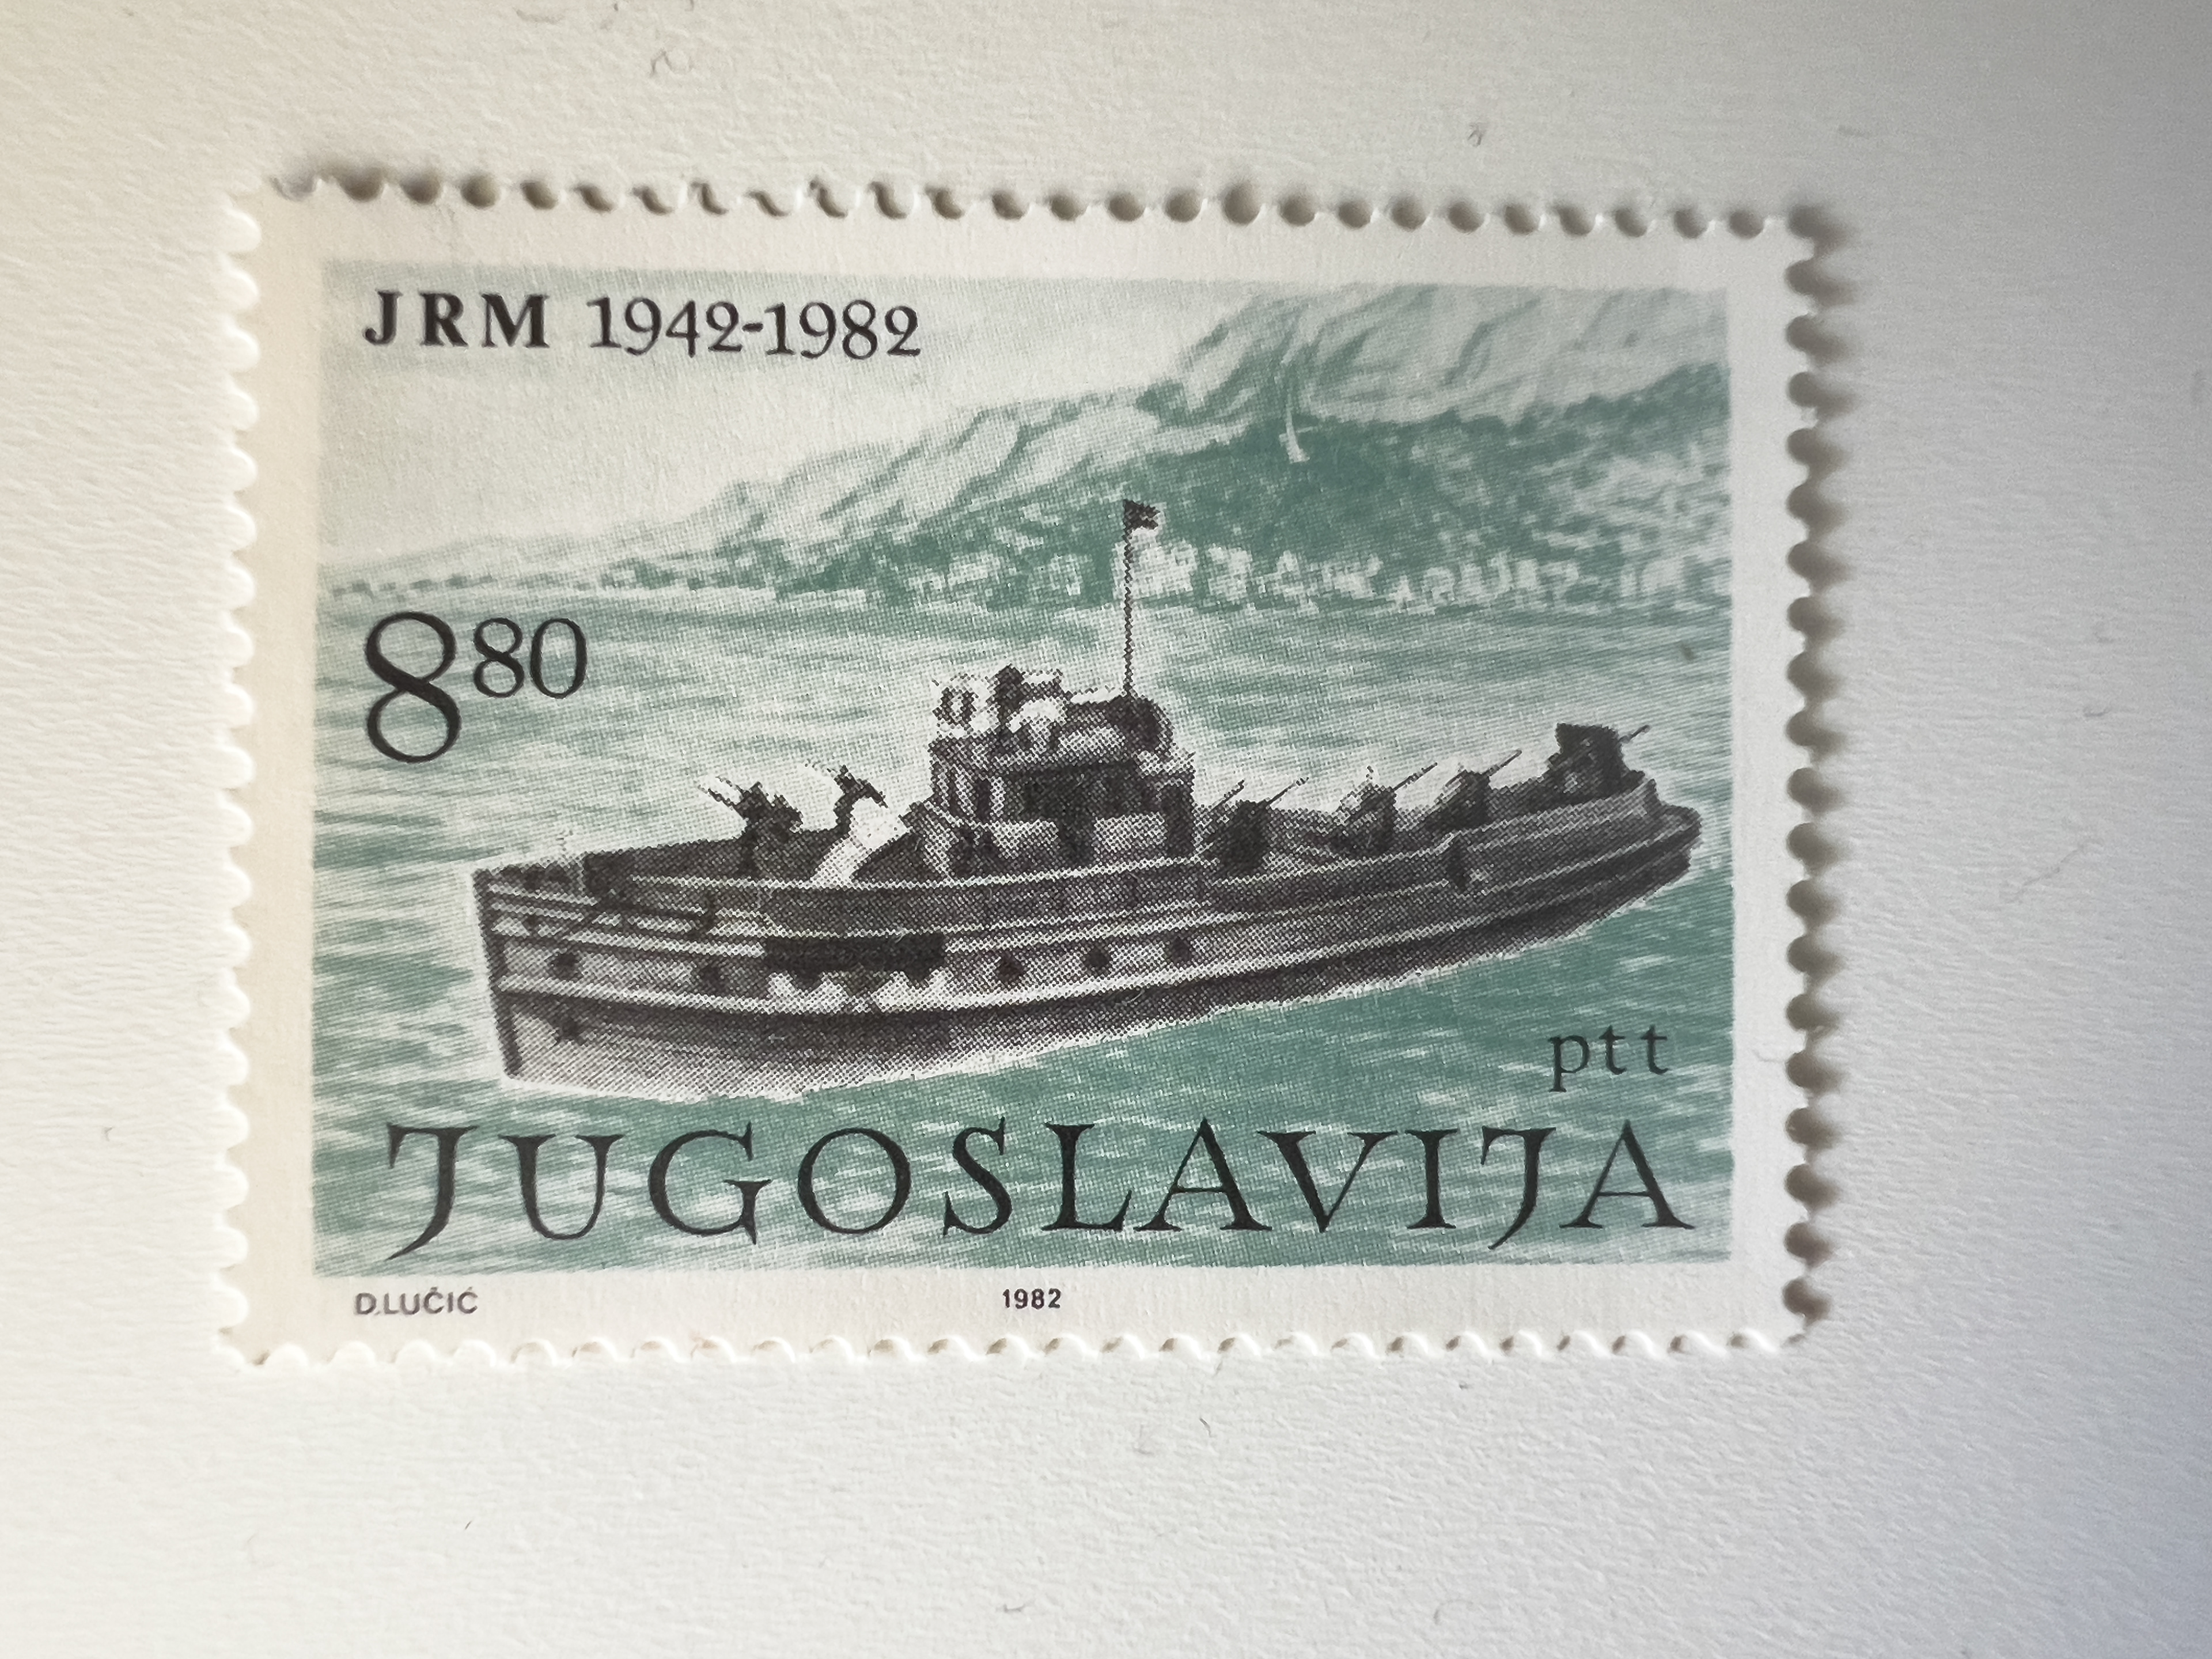 JRM 1942-1982
8 80
ptt
JUGOSLAVIJA
D.LUČIĆ 1982